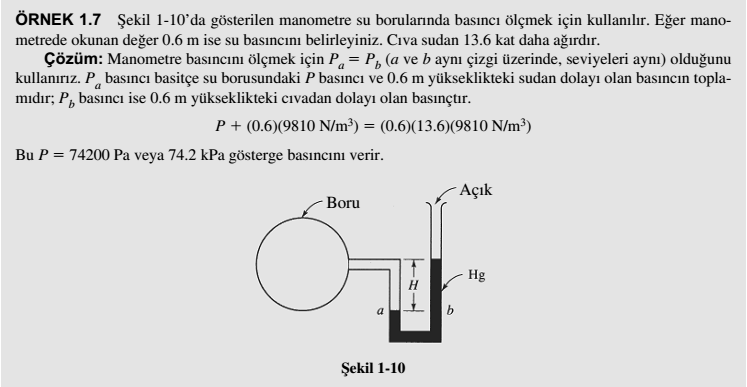 ÖRNEK 1.7 Şekil 1-10’da gösterilen manometre su borularında basıncı ölçmek için kullanılır. Eğer mano-
metrede okunan değer 0.6 m ise su basıncını belirleyiniz. Cıva sudan 13.6 kat daha ağırdır.
Çözüm: Manometre basıncını ölçmek için Pa = Pb (a ve b aynı çizgi üzerinde, seviyeleri aynı) olduğunu
kullanırız. Pa basıncı basitçe su borusundaki P basıncı ve 0.6 m yükseklikteki sudan dolayı olan basıncın topla-
mıdır; Pb basıncı ise 0.6 m yükseklikteki cıvadan dolayı olan basınçtır.
P + (0.6)(9810 N/m³) = (0.6)(13.6)(9810 N/m³)
Bu P = 74200 Pa veya 74.2 kPa gösterge basıncını verir.
Açık
Boru
Hg
H
a
b
Şekil 1-10